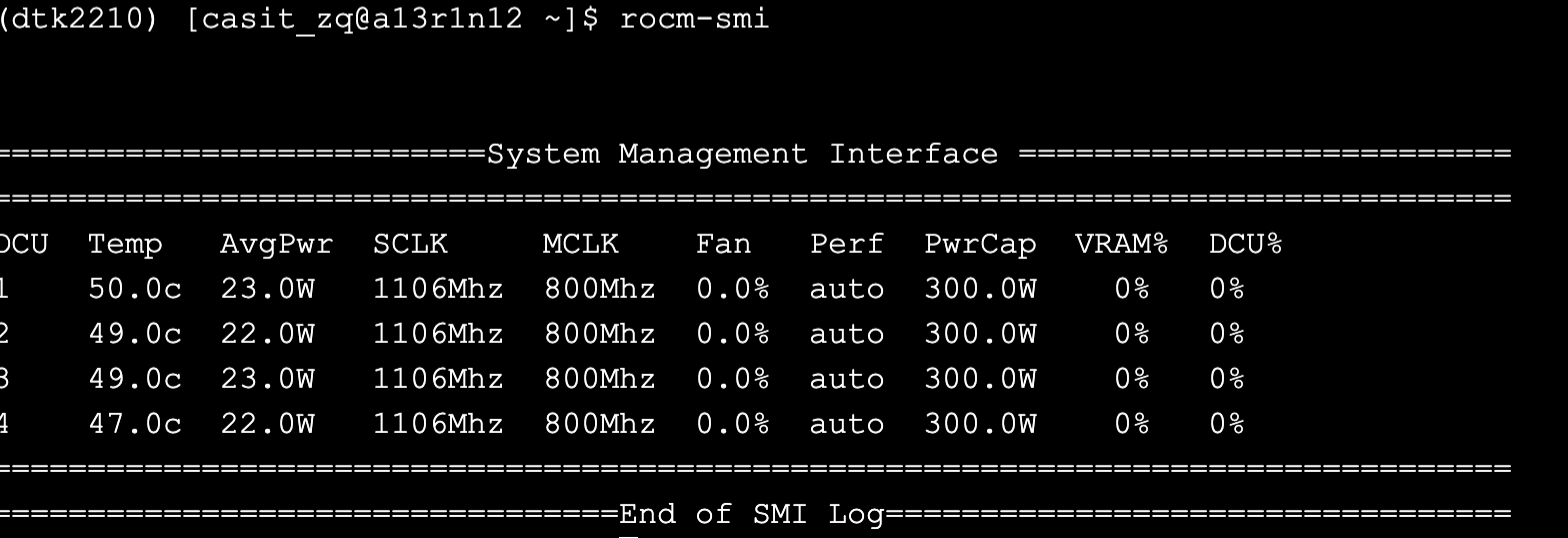 (dtk2210) [casit_zq@a13r1n12 ~]$ rocm-smi
==========================System Management Interface ==========================
================================================================================
DCU  Temp   AvgPwr  SCLK     MCLK    Fan   Perf  PwrCap  VRAM%  DCU%
1    50.0c  23.0W   1106Mhz  800Mhz  0.0%  auto  300.0W    0%   0%
2    49.0c  22.0W   1106Mhz  800Mhz  0.0%  auto  300.0W    0%   0%
3    49.0c  23.0W   1106Mhz  800Mhz  0.0%  auto  300.0W    0%   0%
4    47.0c  22.0W   1106Mhz  800Mhz  0.0%  auto  300.0W    0%   0%
================================================================================
=================================End of SMI Log=================================